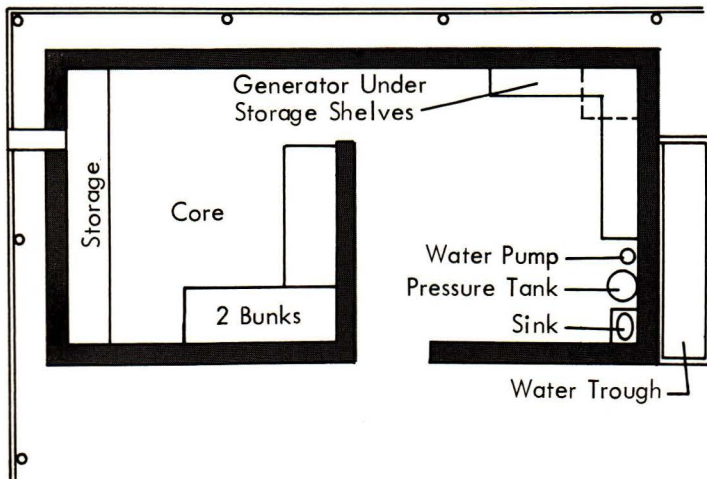 Generator Under
Storage Shelves
Storage
Core
Water Pump
Pressure Tank
2 Bunks
Sink
Water Trough